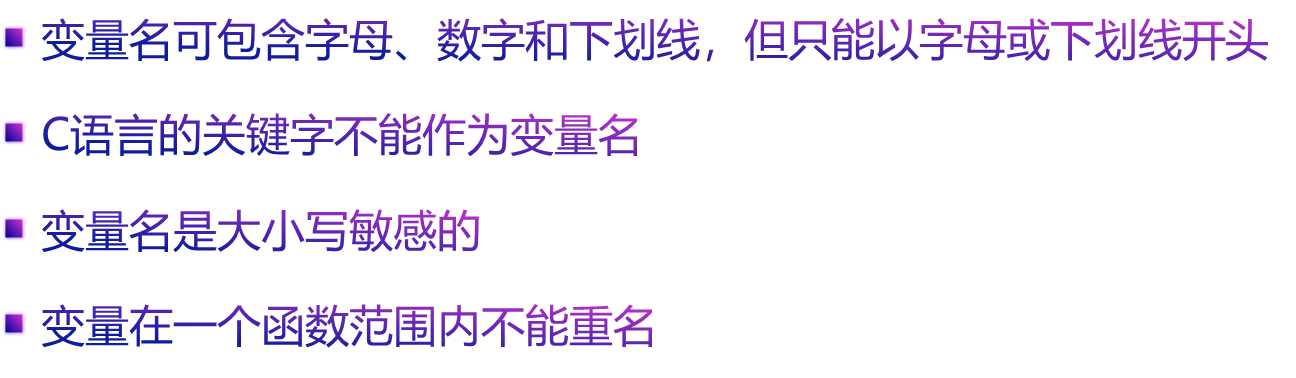 变量名可包含字母、数字和下划线，但只能以字母或下划线开头
C语言的关键字不能作为变量名
变量名是大小写敏感的
变量在一个函数范围内不能重名